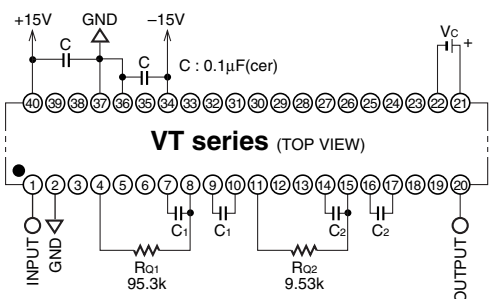 +15V GND −15V
C
C
C : 0.1µF(cer)
VC
+
40 39 38 37 36 35 34 33 32 31 30 29 28 27 26 25 24 23 22 21
VT series (TOP VIEW)
1 2 3 4 5 6 7 8 9 10 11 12 13 14 15 16 17 18 19 20
INPUT
GND
C1 C1 C2 C2
OUTPUT
RQ1 RQ2
95.3k 9.53k